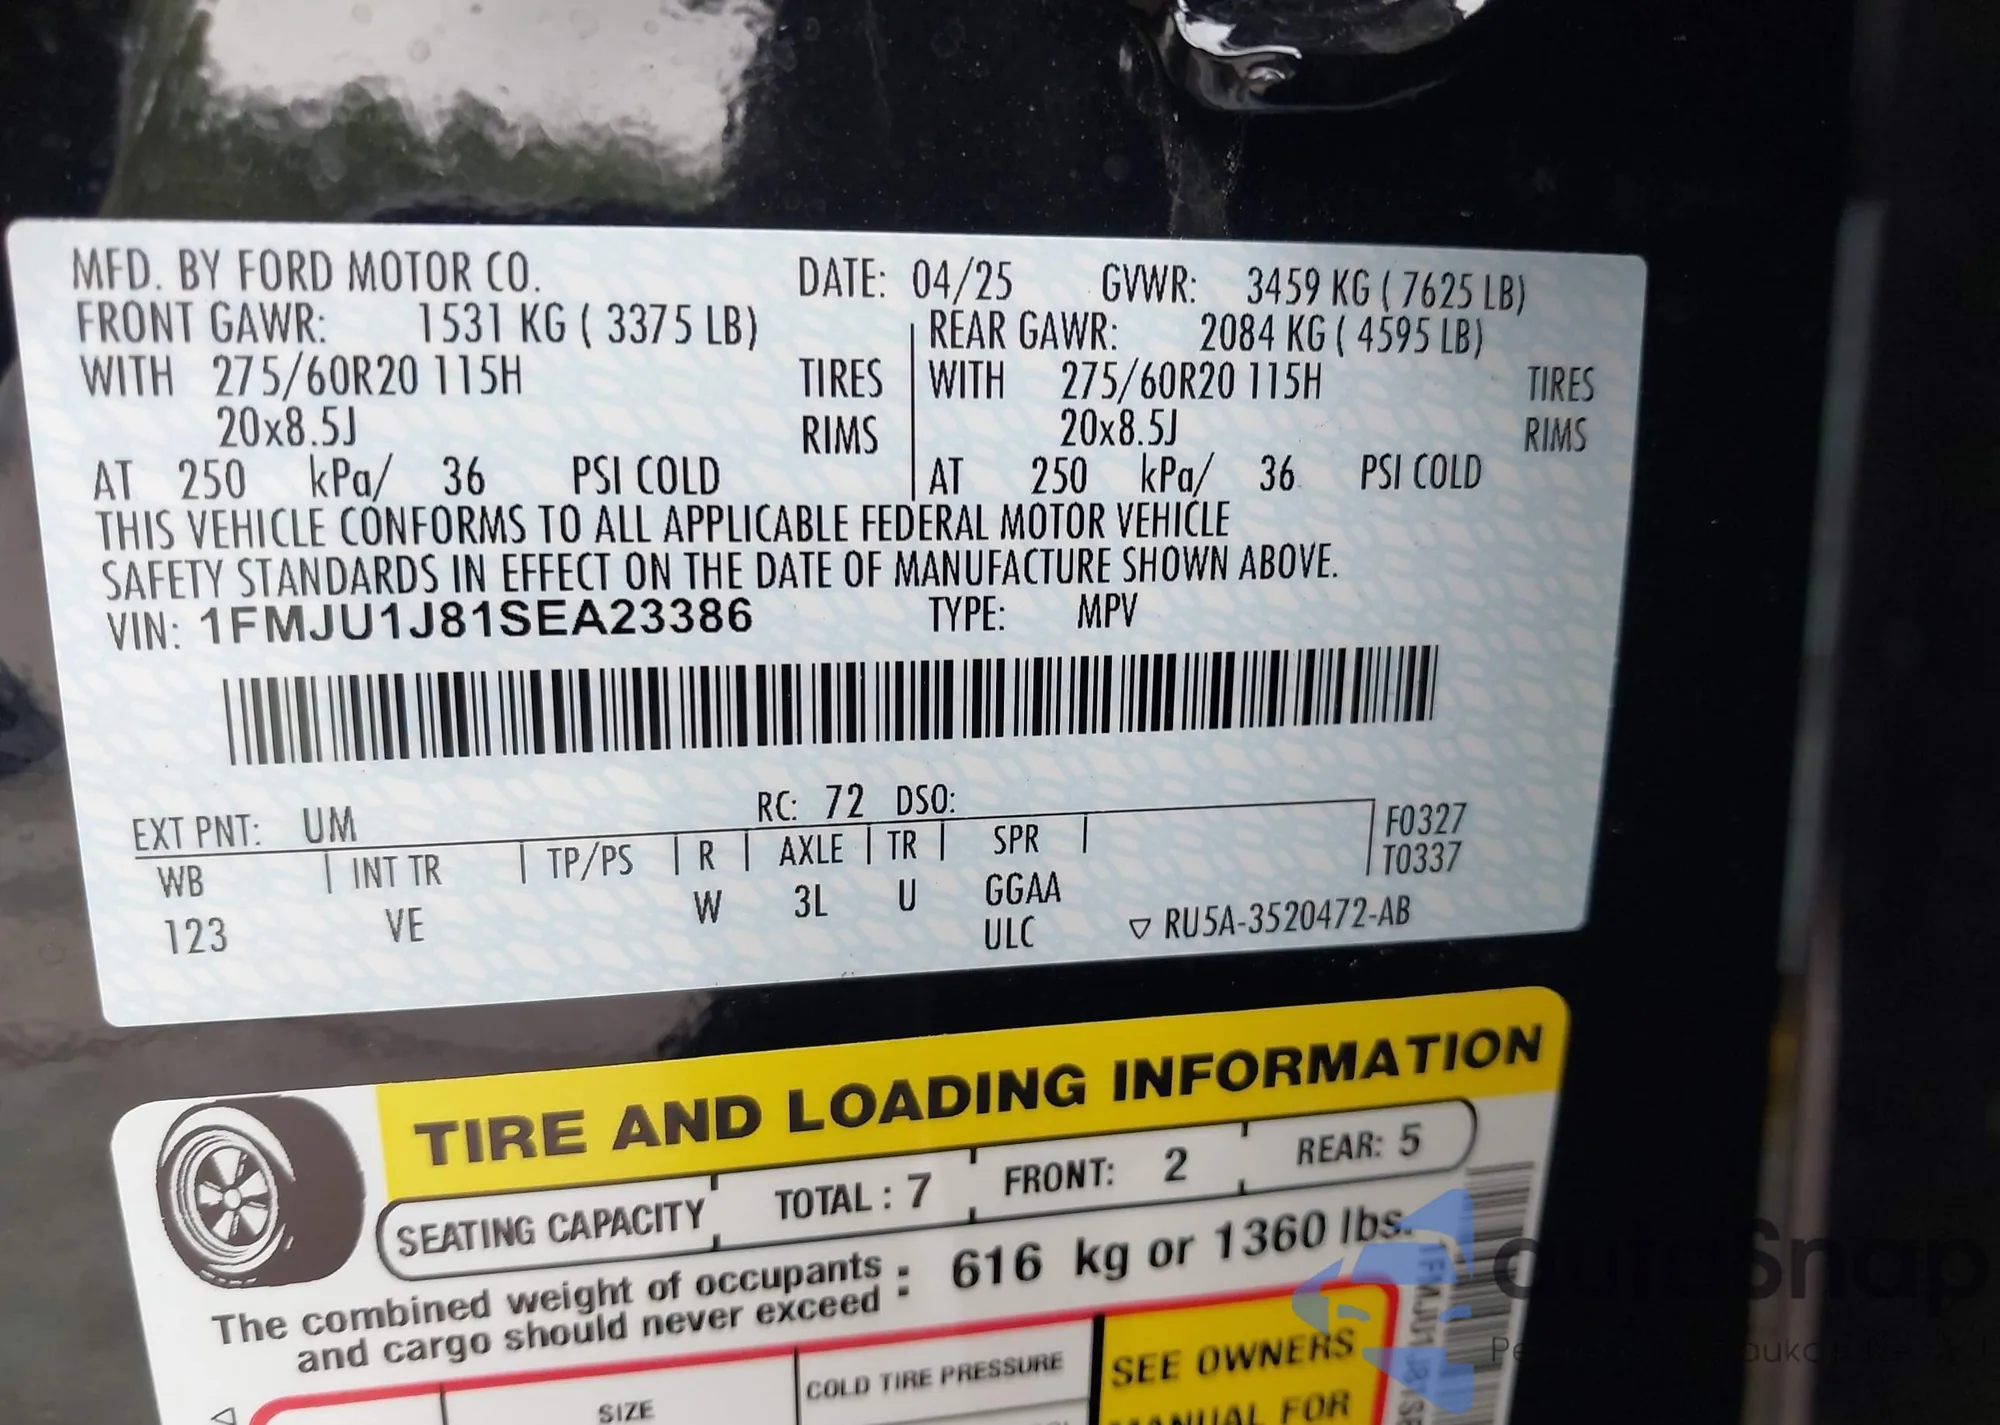 MFD. BY FORD MOTOR CO. DATE: 04/25 GVWR: 3459 KG ( 7625 LB)
FRONT GAWR: 1531 KG ( 3375 LB) REAR GAWR: 2084 KG ( 4595 LB)
WITH 275/60R20 115H TIRES WITH 275/60R20 115H TIRES
20x8.5J RIMS 20x8.5J RIMS
AT 250 kPa/ 36 PSI COLD AT 250 kPa/ 36 PSI COLD
THIS VEHICLE CONFORMS TO ALL APPLICABLE FEDERAL MOTOR VEHICLE
SAFETY STANDARDS IN EFFECT ON THE DATE OF MANUFACTURE SHOWN ABOVE.
VIN: 1FMJU1J81SEA23386 TYPE: MPV
EXT PNT: UM RC: 72 DSO: F0327
WB INT TR TP/PS R AXLE TR SPR T0337
123 VE W 3L U GGAA
ULC ▽ RU5A-3520472-AB
TIRE AND LOADING INFORMATION
SEATING CAPACITY TOTAL : 7 FRONT: 2 REAR: 5
The combined weight of occupants : 616 kg or 1360 lbs.
and cargo should never exceed
SIZE COLD TIRE PRESSURE SEE OWNERS
MANUAL FOR
autoSnap